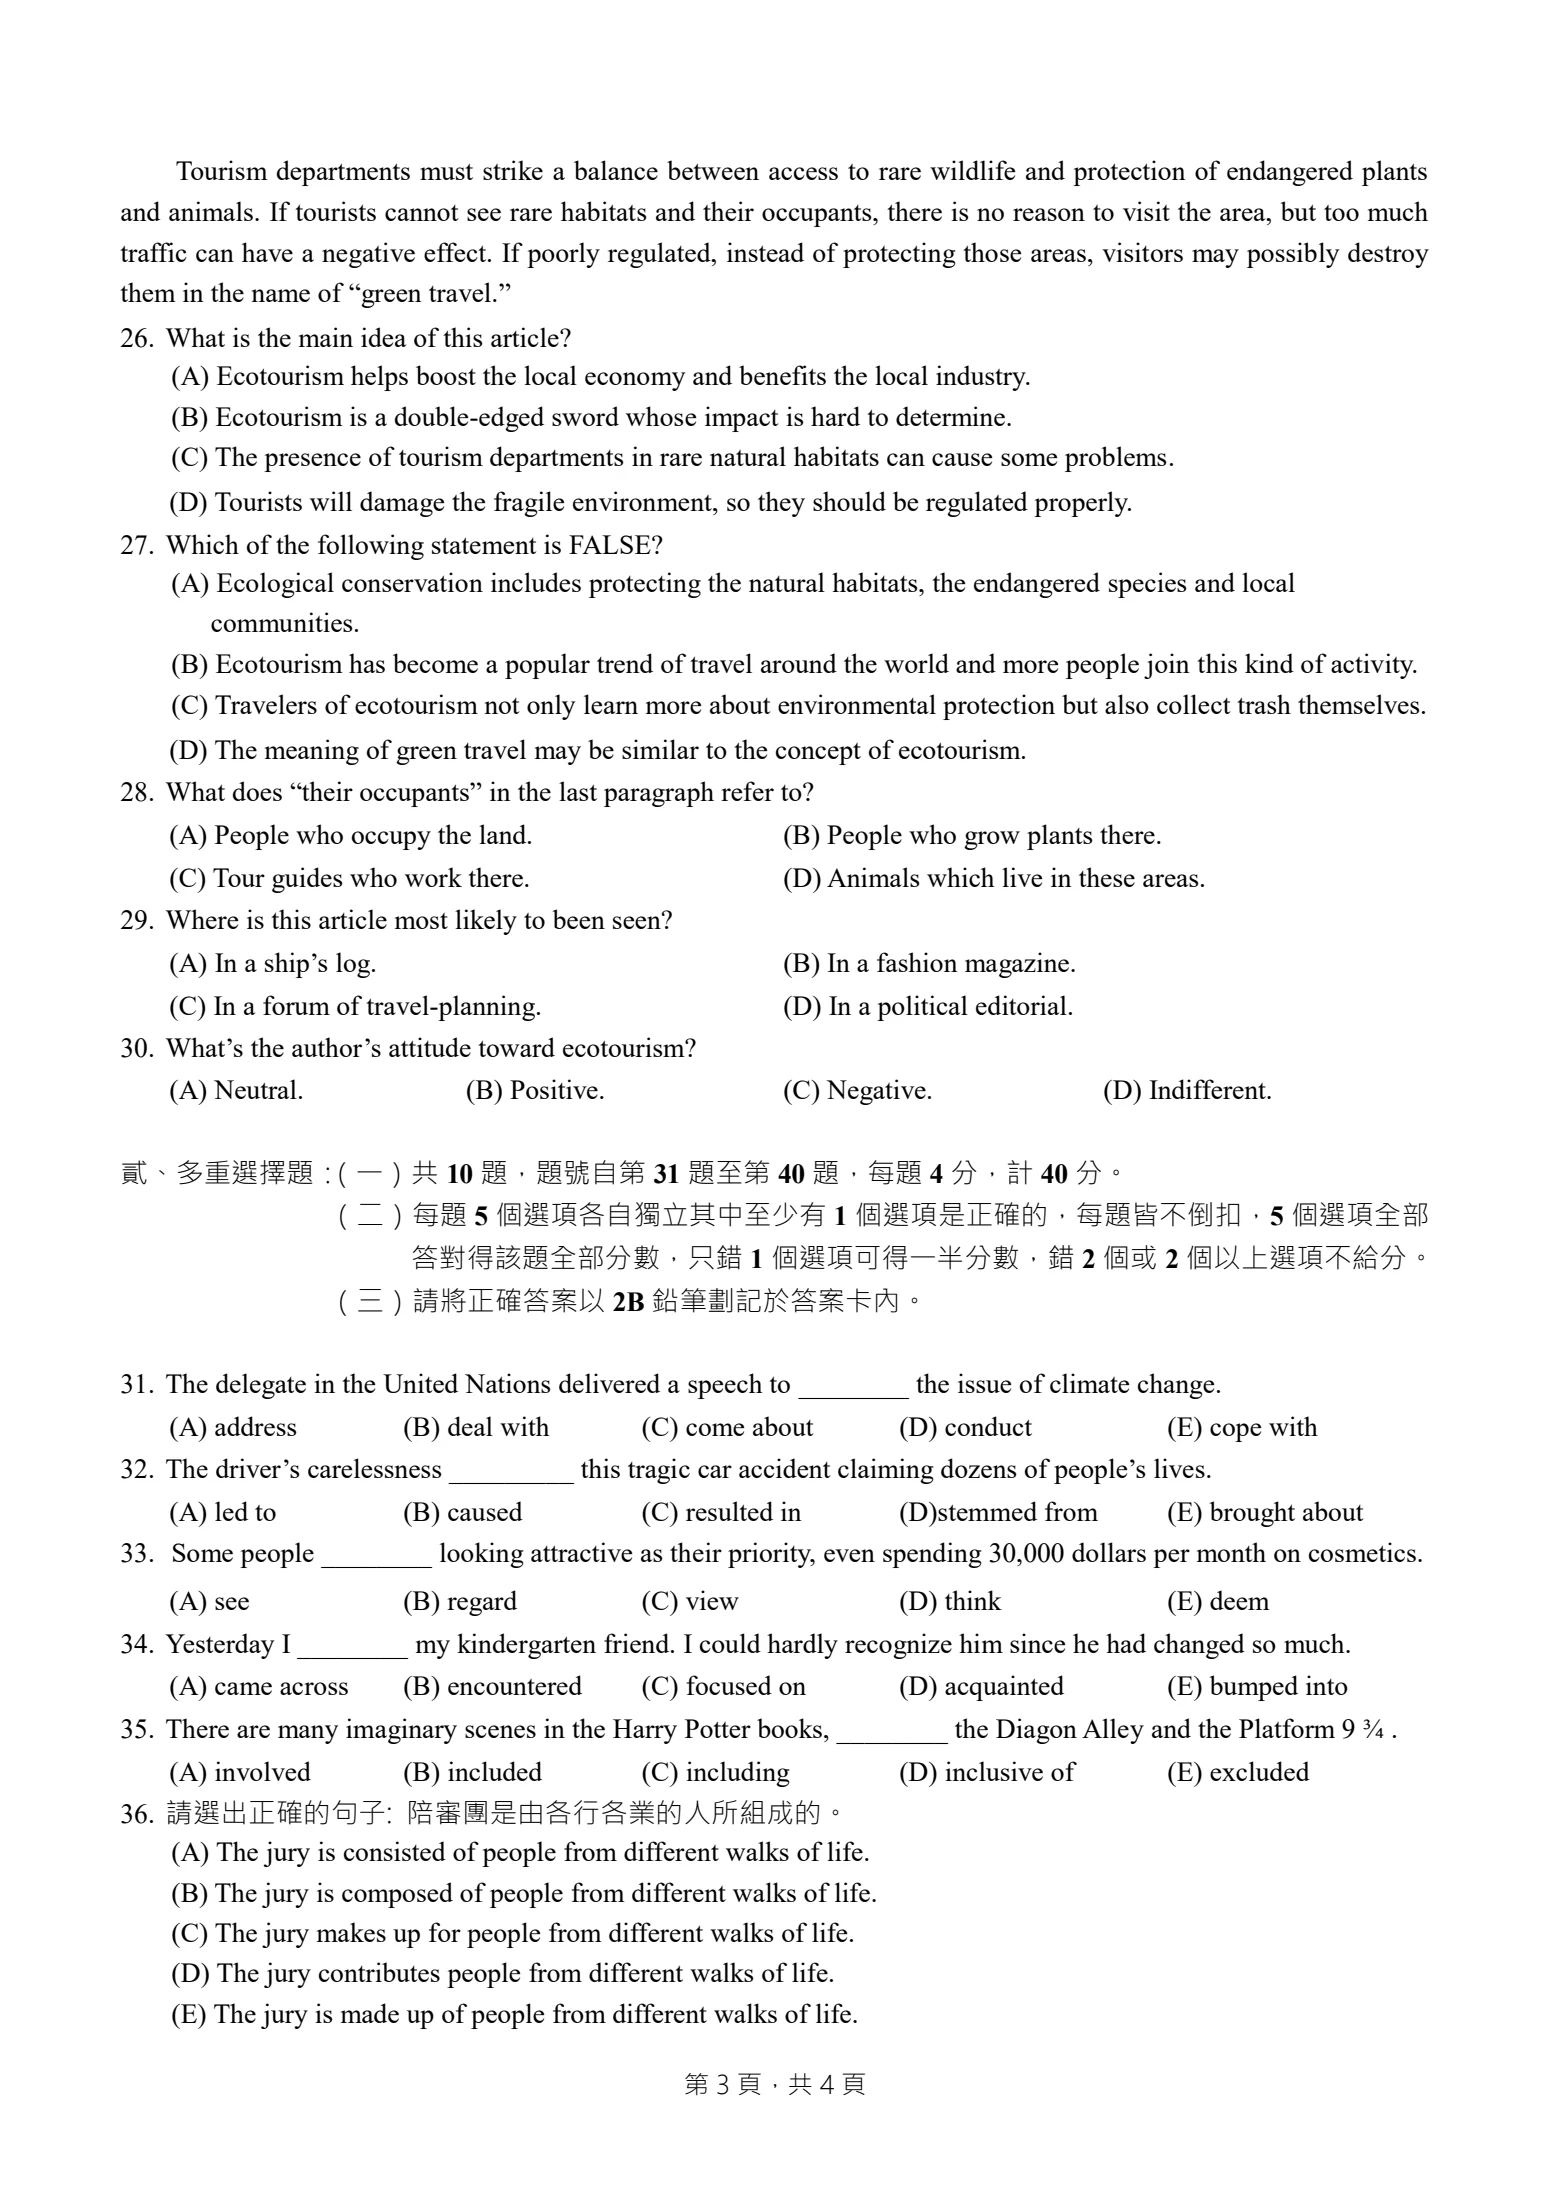 Tourism departments must strike a balance between access to rare wildlife and protection of endangered plants
and animals. If tourists cannot see rare habitats and their occupants, there is no reason to visit the area, but too much
traffic can have a negative effect. If poorly regulated, instead of protecting those areas, visitors may possibly destroy
them in the name of “green travel.”
26. What is the main idea of this article?
(A) Ecotourism helps boost the local economy and benefits the local industry.
(B) Ecotourism is a double-edged sword whose impact is hard to determine.
(C) The presence of tourism departments in rare natural habitats can cause some problems.
(D) Tourists will damage the fragile environment, so they should be regulated properly.
27. Which of the following statement is FALSE?
(A) Ecological conservation includes protecting the natural habitats, the endangered species and local
communities.
(B) Ecotourism has become a popular trend of travel around the world and more people join this kind of activity.
(C) Travelers of ecotourism not only learn more about environmental protection but also collect trash themselves.
(D) The meaning of green travel may be similar to the concept of ecotourism.
28. What does “their occupants” in the last paragraph refer to?
(A) People who occupy the land. (B) People who grow plants there.
(C) Tour guides who work there. (D) Animals which live in these areas.
29. Where is this article most likely to been seen?
(A) In a ship’s log. (B) In a fashion magazine.
(C) In a forum of travel-planning. (D) In a political editorial.
30. What’s the author’s attitude toward ecotourism?
(A) Neutral. (B) Positive. (C) Negative. (D) Indifferent.
貳、多重選擇題：(一)共 10 題，題號自第 31 題至第 40 題，每題 4 分，計 40 分。
(二)每題 5 個選項各自獨立其中至少有 1 個選項是正確的，每題皆不倒扣，5 個選項全部
答對得該題全部分數，只錯 1 個選項可得一半分數，錯 2 個或 2 個以上選項不給分。
(三)請將正確答案以 2B 鉛筆劃記於答案卡內。
31. The delegate in the United Nations delivered a speech to ________ the issue of climate change.
(A) address (B) deal with (C) come about (D) conduct (E) cope with
32. The driver’s carelessness _________ this tragic car accident claiming dozens of people’s lives.
(A) led to (B) caused (C) resulted in (D)stemmed from (E) brought about
33. Some people ________ looking attractive as their priority, even spending 30,000 dollars per month on cosmetics.
(A) see (B) regard (C) view (D) think (E) deem
34. Yesterday I ________ my kindergarten friend. I could hardly recognize him since he had changed so much.
(A) came across (B) encountered (C) focused on (D) acquainted (E) bumped into
35. There are many imaginary scenes in the Harry Potter books, ________ the Diagon Alley and the Platform 9 ¾ .
(A) involved (B) included (C) including (D) inclusive of (E) excluded
36. 請選出正確的句子: 陪審團是由各行各業的人所組成的。
(A) The jury is consisted of people from different walks of life.
(B) The jury is composed of people from different walks of life.
(C) The jury makes up for people from different walks of life.
(D) The jury contributes people from different walks of life.
(E) The jury is made up of people from different walks of life.
第 3 頁，共 4 頁